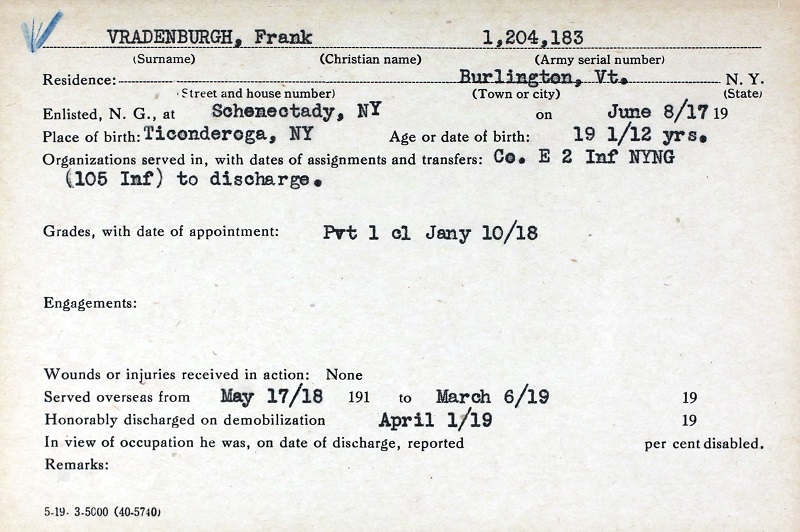 VRADENBURGH, Frank 1,204,183
(Surname) (Christian name) (Army serial number)
Residence: Burlington, Vt. N. Y.
Street and house number) (Town or city) (State)
Enlisted, N. G., at Schenectady, NY on June 8/17 19
Place of birth: Ticonderoga, NY Age or date of birth: 19 1/12 yrs.
Organizations served in, with dates of assignments and transfers: Co. E 2 Inf NYNG
(105 Inf) to discharge.
Grades, with date of appointment: Pvt 1 cl Jany 10/18
Engagements:
Wounds or injuries received in action: None
Served overseas from May 17/18 191 to March 6/19 19
Honorably discharged on demobilization April 1/19 19
In view of occupation he was, on date of discharge, reported per cent disabled.
Remarks:
5-19- 3-5000 (40-5740)